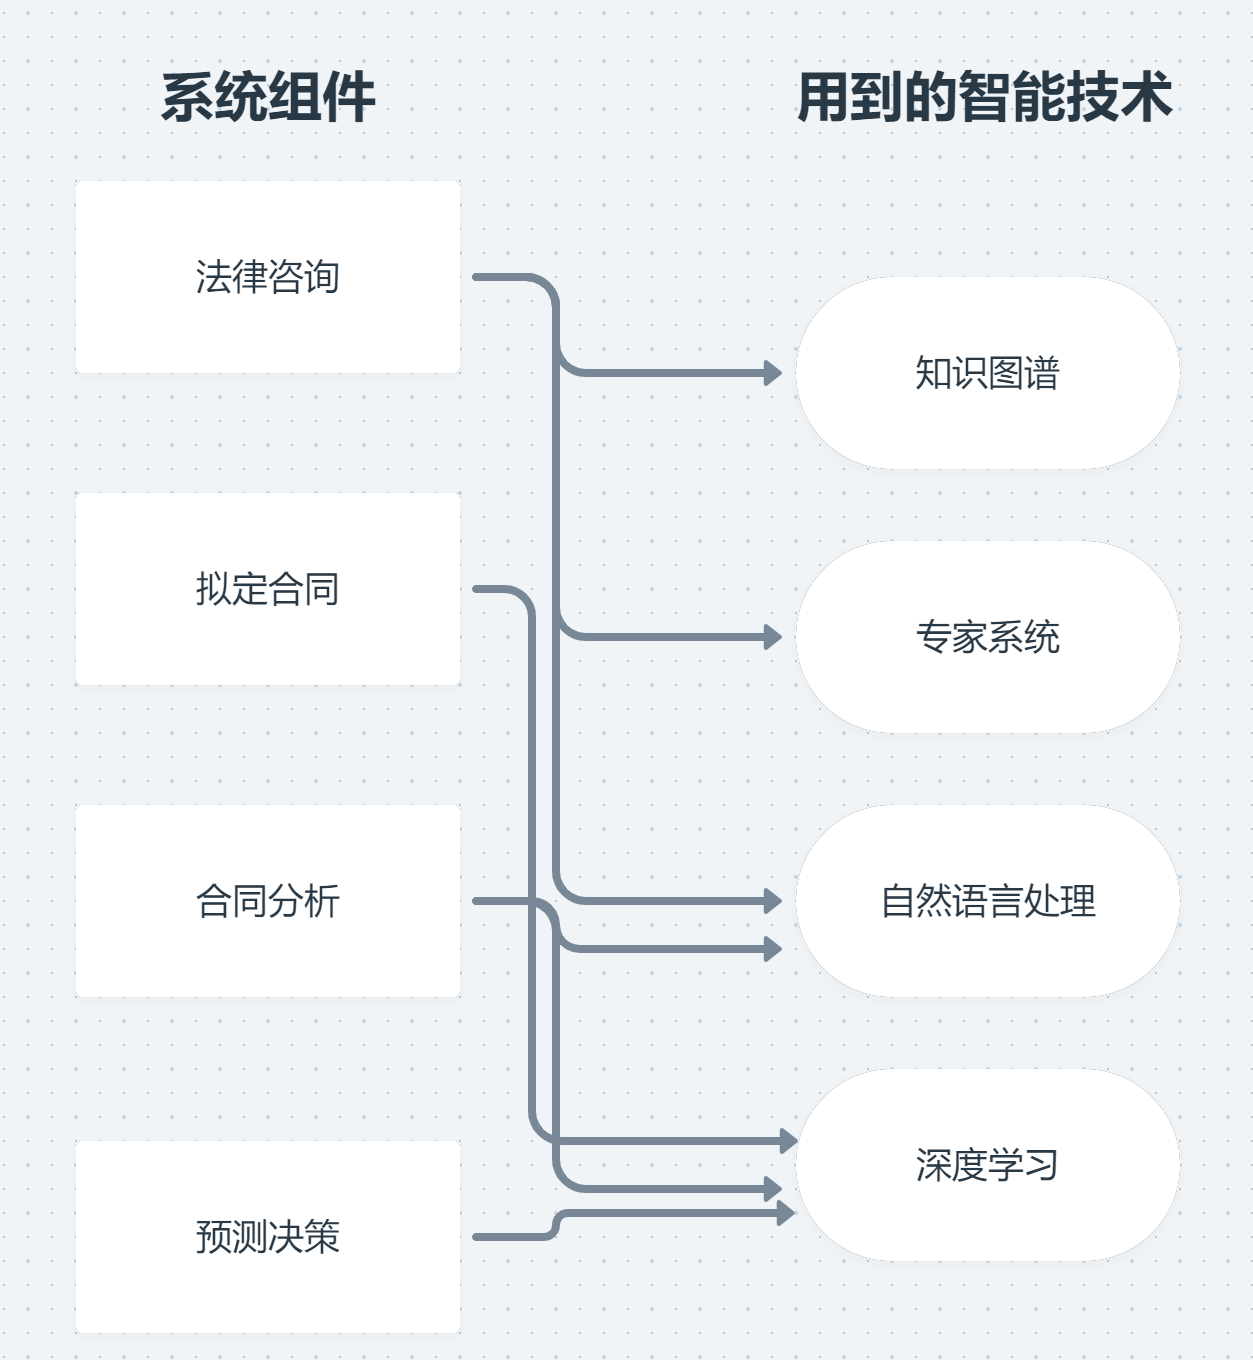 系统组件
用到的智能技术
法律咨询
知识图谱
拟定合同
专家系统
合同分析
自然语言处理
预测决策
深度学习